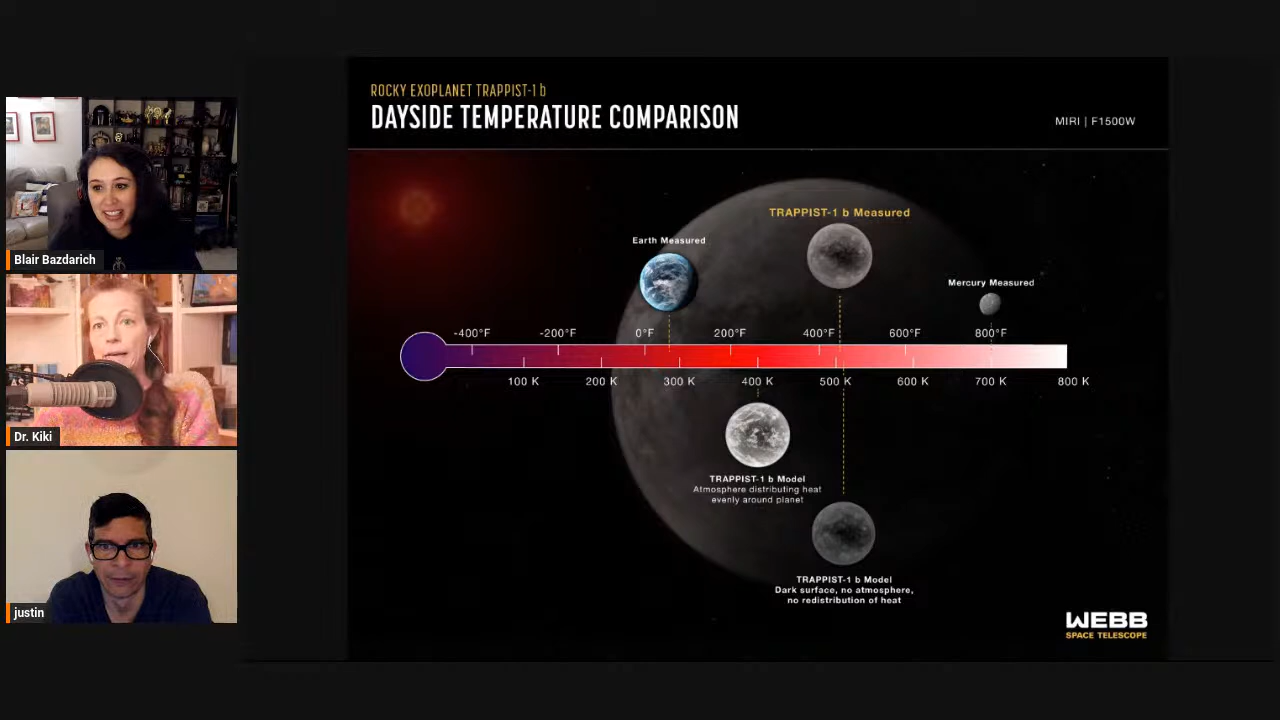 ROCKY EXOPLANET TRAPPIST-1 b
DAYSIDE TEMPERATURE COMPARISON
MIRI | F1500W
TRAPPIST-1 b Measured
Earth Measured
Mercury Measured
-400°F -200°F 0°F 200°F 400°F 600°F 800°F
100 K 200 K 300 K 400 K 500 K 600 K 700 K 800 K
TRAPPIST-1 b Model
Atmosphere distributing heat
evenly around planet
TRAPPIST-1 b Model
Dark surface, no atmosphere,
no redistribution of heat
WEBB
SPACE TELESCOPE
Blair Bazdarich
Dr. Kiki
justin